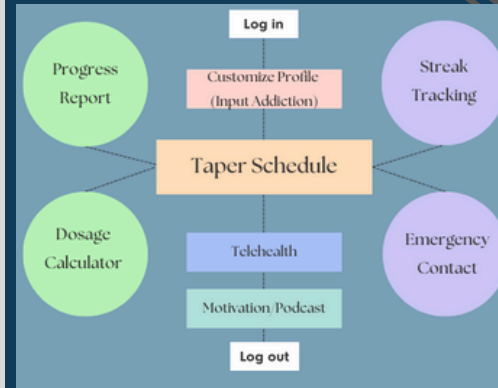 Log in
Progress
Report
Customize Profile
(Input Addiction)
Streak
Tracking
Taper Schedule
Dosage
Calculator
Telehealth
Emergency
Contact
Motivation/Podcast
Log out